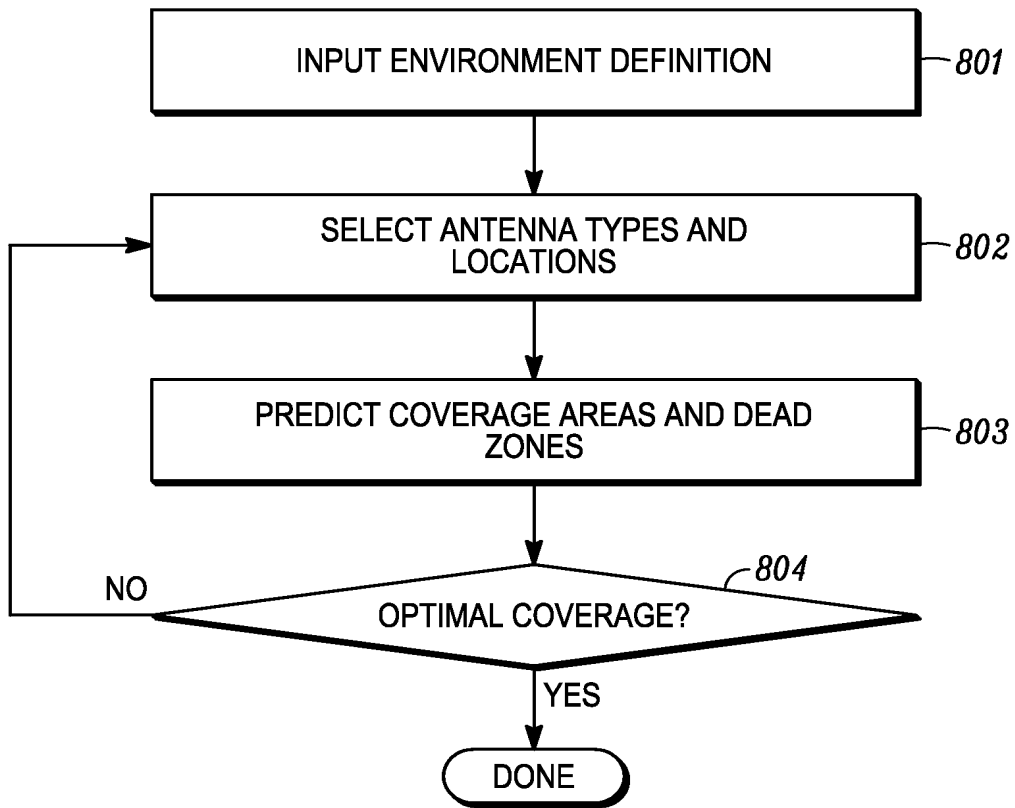 INPUT ENVIRONMENT DEFINITION
801
SELECT ANTENNA TYPES AND
LOCATIONS
802
PREDICT COVERAGE AREAS AND DEAD
ZONES
803
804
NO
OPTIMAL COVERAGE?
YES
DONE